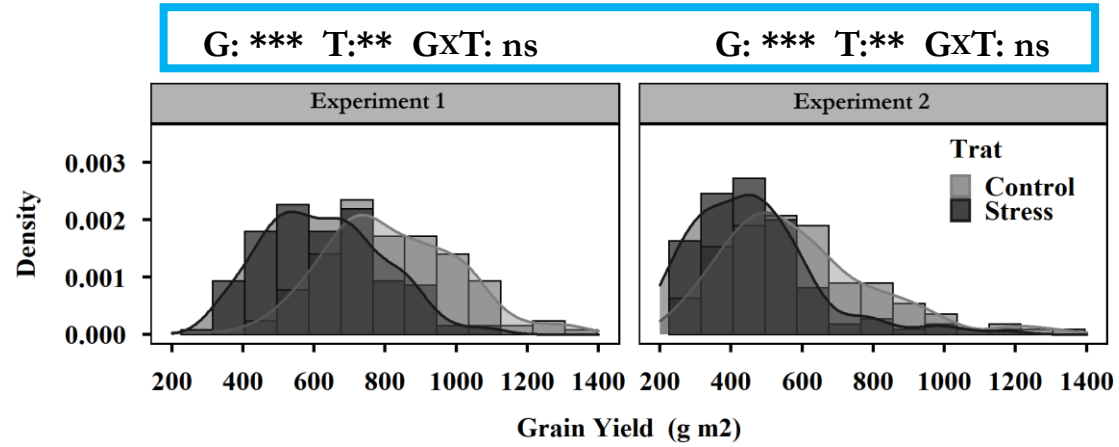 G: *** T:** GXT: ns
G: *** T:** GXT: ns
Experiment 1
Experiment 2
Trat
Control
Stress
Density
0.003
0.002
0.001
0.000
200 400 600 800 1000 1200 1400
200 400 600 800 1000 1200 1400
Grain Yield (g m2)